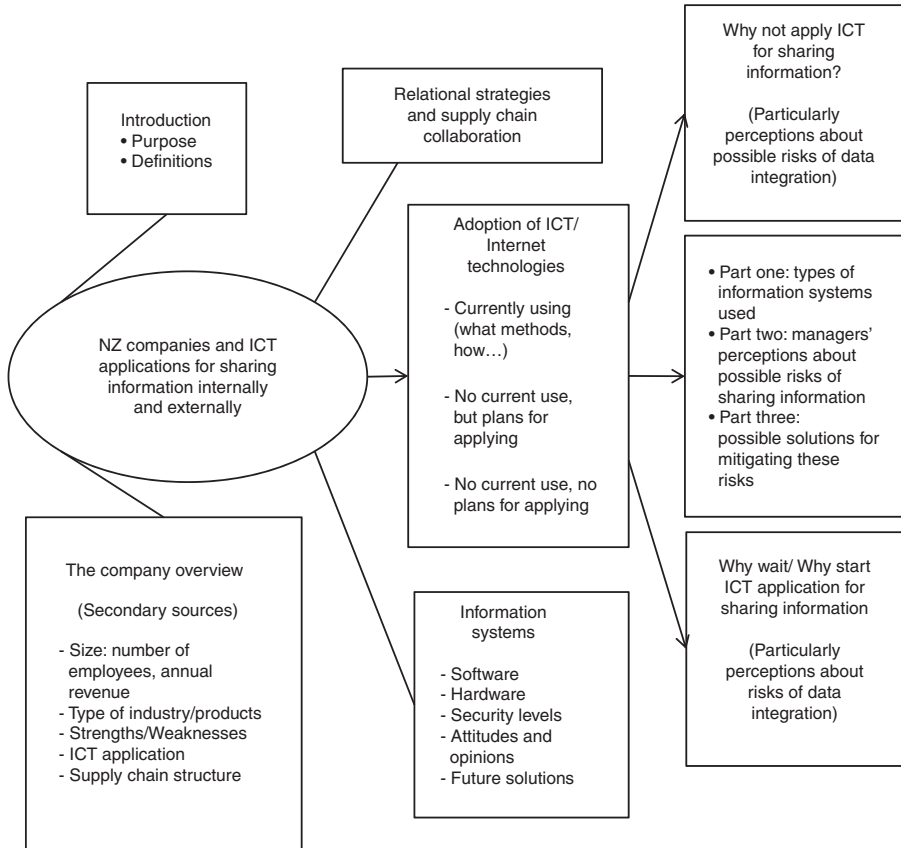 Introduction
• Purpose
• Definitions
Relational strategies
and supply chain
collaboration
Why not apply ICT
for sharing
information?
(Particularly
perceptions about
possible risks of data
integration)
NZ companies and ICT
applications for sharing
information internally
and externally
Adoption of ICT/
Internet
technologies
- Currently using
(what methods,
how…)
- No current use,
but plans for
applying
- No current use, no
plans for applying
• Part one: types of
information systems
used
• Part two: managers’
perceptions about
possible risks of
sharing information
• Part three:
possible solutions for
mitigating these
risks
The company overview
(Secondary sources)
- Size: number of
employees, annual
revenue
- Type of industry/products
- Strengths/Weaknesses
- ICT application
- Supply chain structure
Information
systems
- Software
- Hardware
- Security levels
- Attitudes and
opinions
- Future solutions
Why wait/ Why start
ICT application for
sharing information
(Particularly
perceptions about
risks of data
integration)